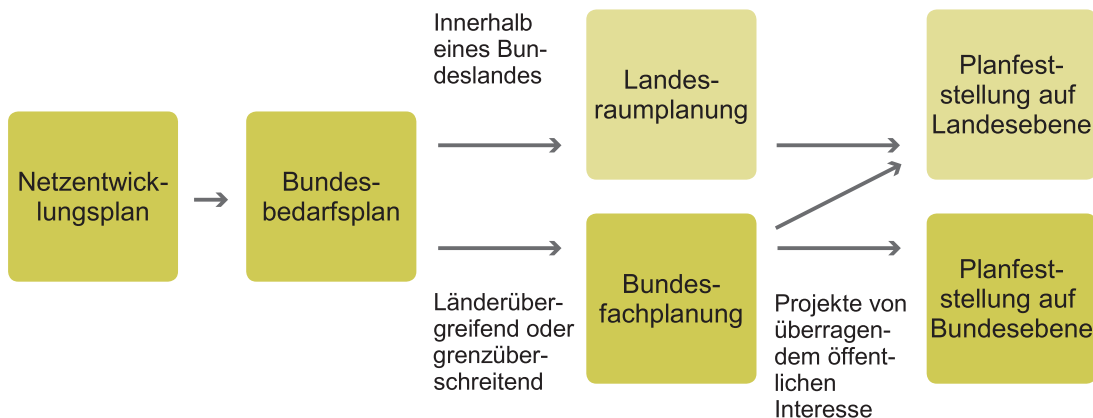 Netzentwick-
lungsplan
Bundes-
bedarfsplan
Innerhalb
eines Bun-
deslandes
Landes-
raumplanung
Planfest-
stellung auf
Landesebene
Länderüber-
greifend oder
grenzüber-
schreitend
Bundes-
fachplanung
Projekte von
überragen-
dem öffent-
lichen
Interesse
Planfest-
stellung auf
Bundesebene